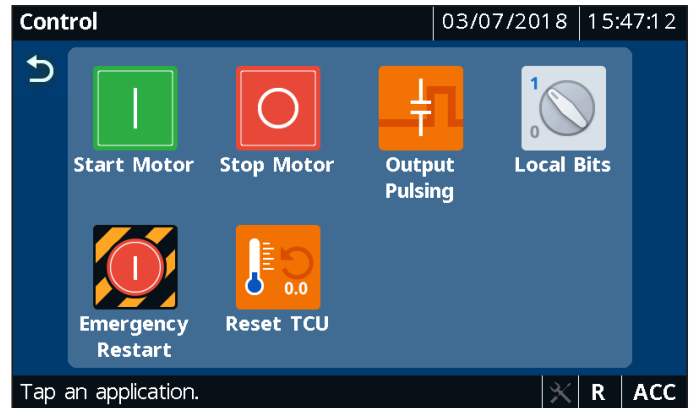 Control 03/07/2018 15:47:12
Start Motor Stop Motor Output Pulsing 1 0 Local Bits
Emergency Restart 0.0 Reset TCU
Tap an application. R ACC